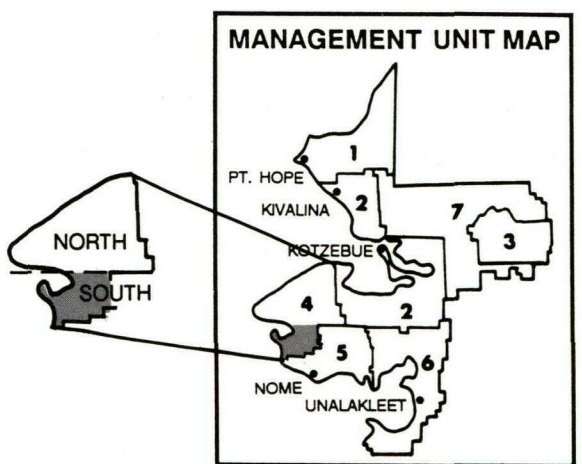 MANAGEMENT UNIT MAP
1
PT. HOPE
2
7
KIVALINA
3
NORTH
KOTZEBUE
SOUTH
4
2
5
6
NOME
UNALAKLEET